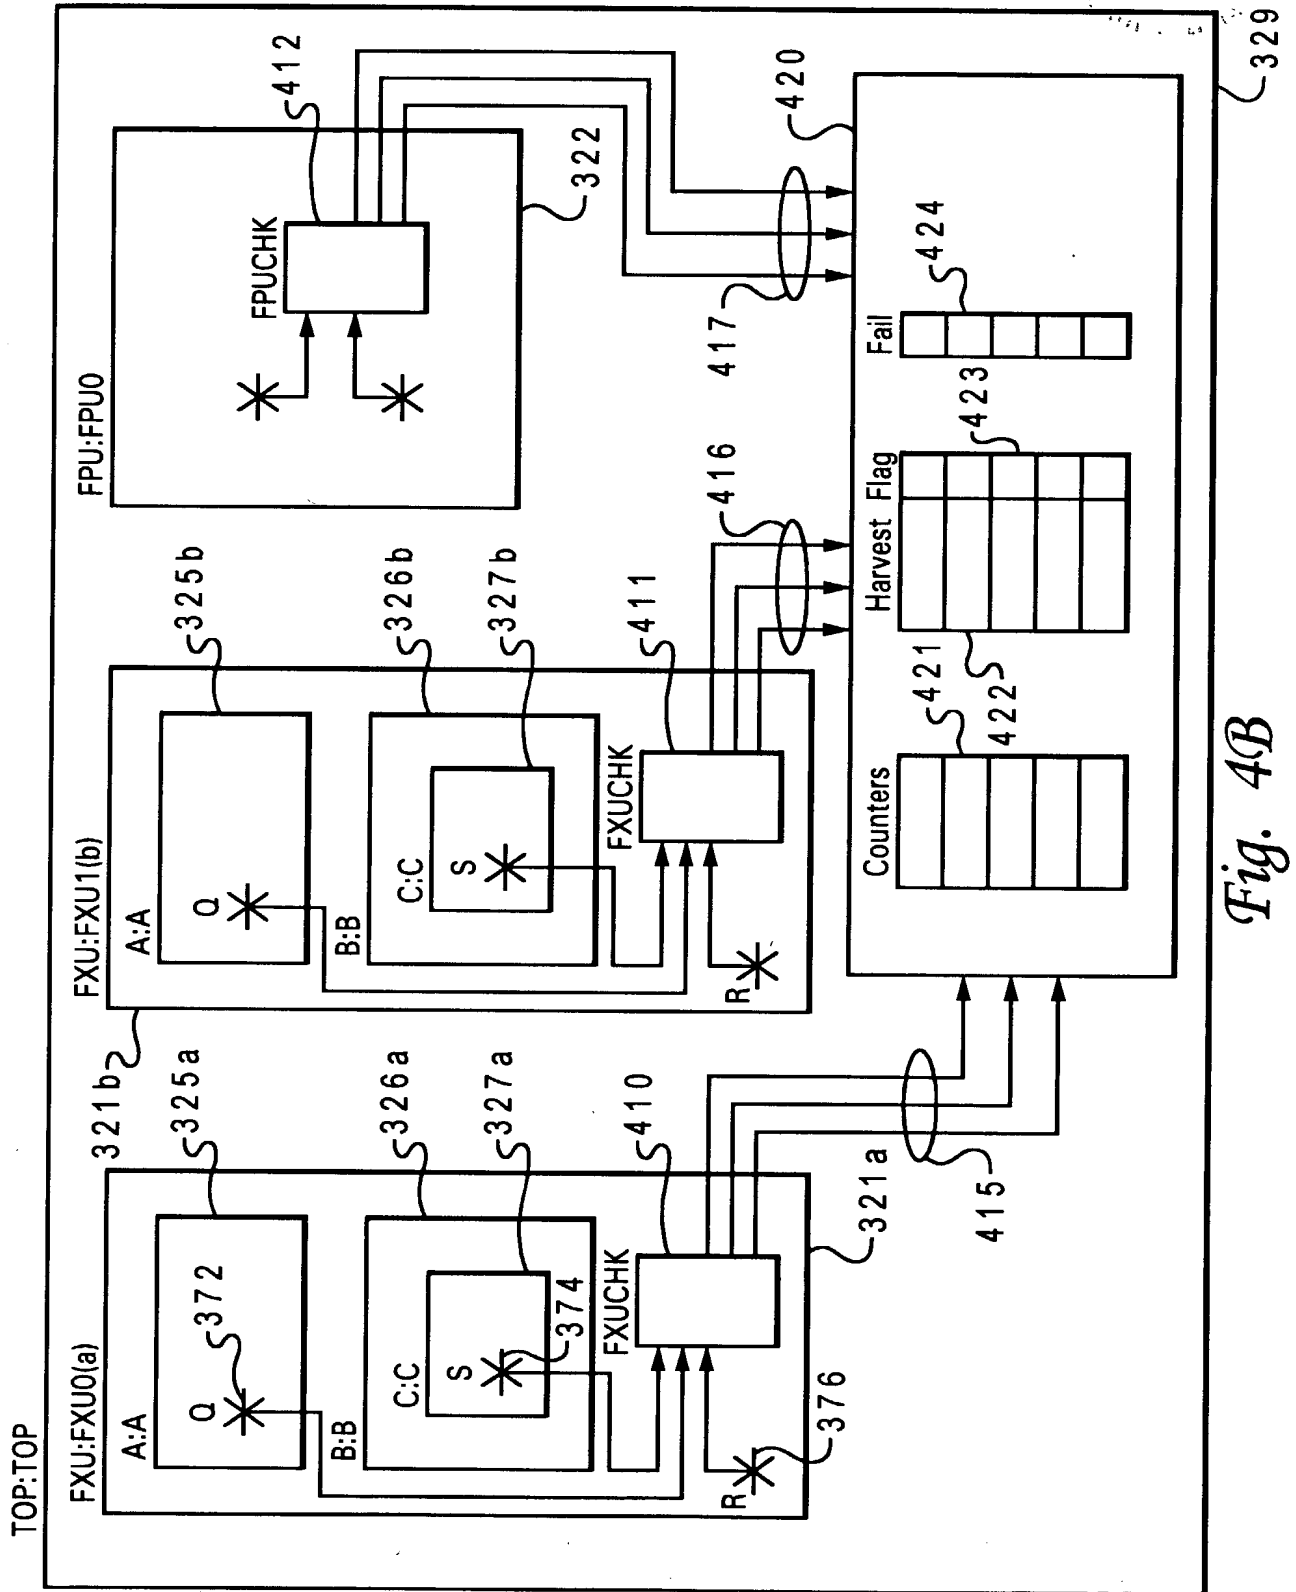 TOP:TOP
329
FXU:FXU0(a)
321a
A:A
325a
Q
372
B:B
326a
C:C
327a
S
374
FXUCHK
410
R
376
415
FXU:FXU1(b)
321b
A:A
325b
Q
B:B
326b
C:C
327b
S
FXUCHK
411
R
416
FPU:FPU0
322
FPUCHK
412
417
420
Counters
421
Harvest Flag
422
423
Fail
424
Fig. 4B